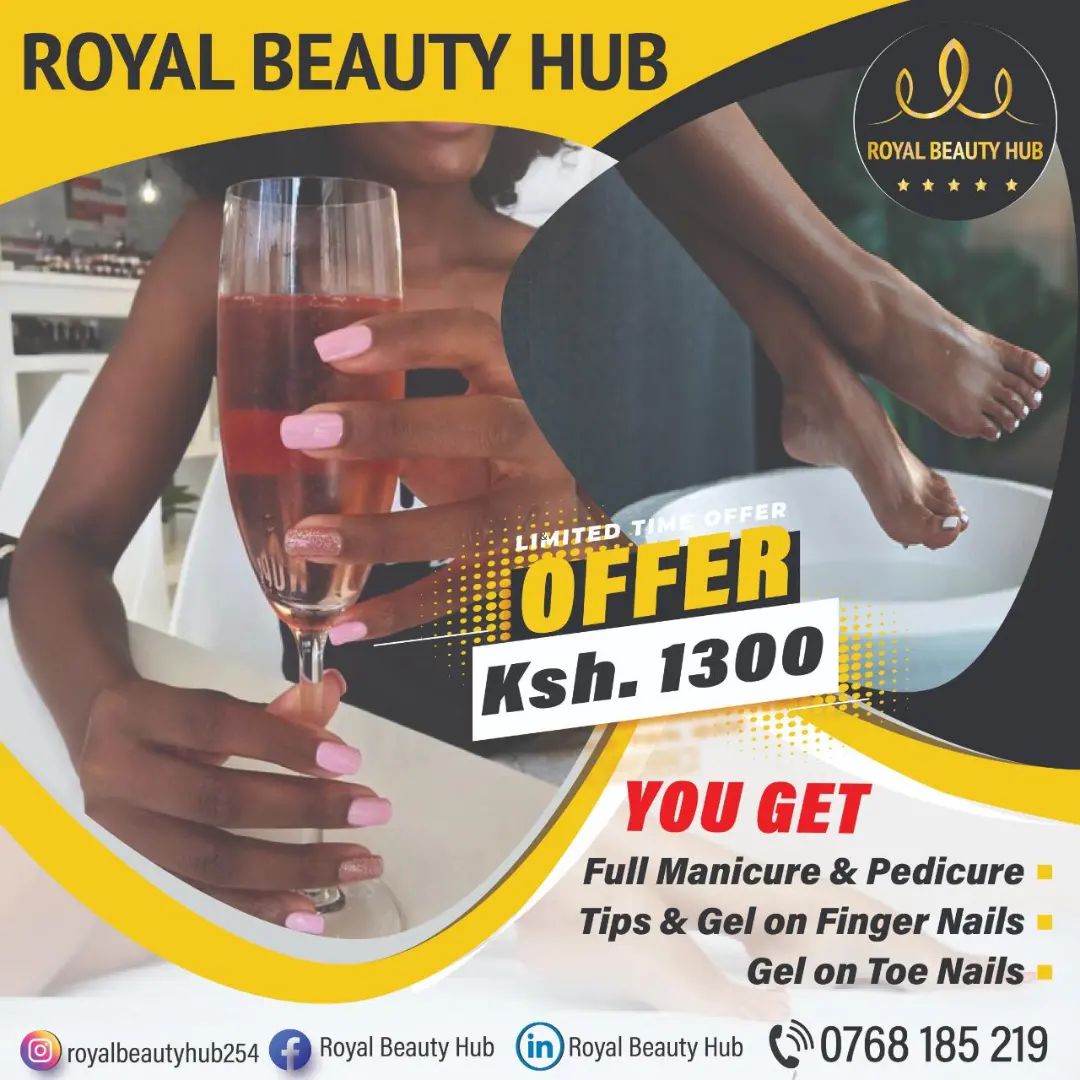 ROYAL BEAUTY HUB
ROYAL BEAUTY HUB
LIMITED TIME OFFER
OFFER
Ksh. 1300
YOU GET
Full Manicure & Pedicure
Tips & Gel on Finger Nails
Gel on Toe Nails
royalbeautyhub254 Royal Beauty Hub in Royal Beauty Hub 0768 185 219